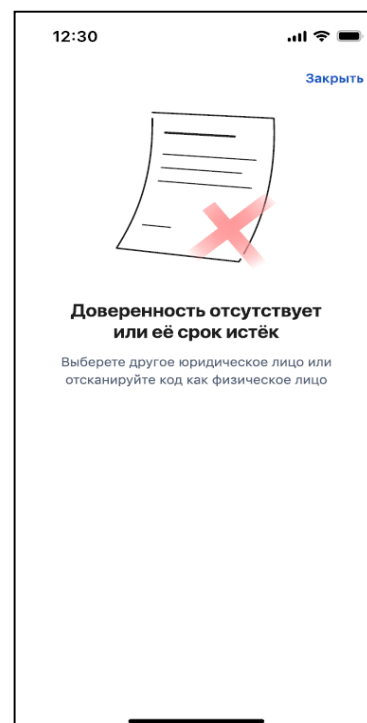 12:30
Закрыть
Доверенность отсутствует
или её срок истёк
Выберете другое юридическое лицо или
отсканируйте код как физическое лицо